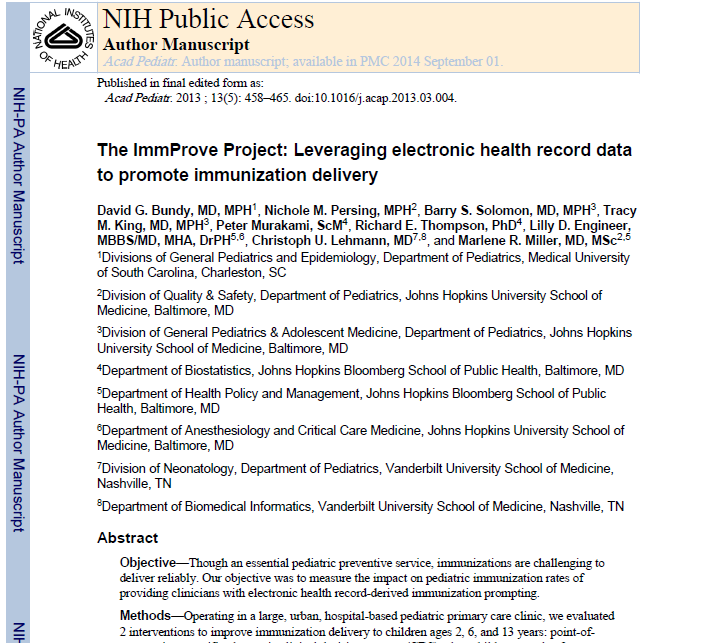 NATIONAL INSTITUTES
OF HEALTH
NIH Public Access
Author Manuscript
Acad Pediatr. Author manuscript; available in PMC 2014 September 01.
Published in final edited form as:
Acad Pediatr. 2013 ; 13(5): 458–465. doi:10.1016/j.acap.2013.03.004.
The ImmProve Project: Leveraging electronic health record data
to promote immunization delivery
David G. Bundy, MD, MPH1, Nichole M. Persing, MPH2, Barry S. Solomon, MD, MPH3, Tracy
M. King, MD, MPH3, Peter Murakami, ScM4, Richard E. Thompson, PhD4, Lilly D. Engineer,
MBBS/MD, MHA, DrPH5,6, Christoph U. Lehmann, MD7,8, and Marlene R. Miller, MD, MSc2,5
1Divisions of General Pediatrics and Epidemiology, Department of Pediatrics, Medical University
of South Carolina, Charleston, SC
2Division of Quality & Safety, Department of Pediatrics, Johns Hopkins University School of
Medicine, Baltimore, MD
3Division of General Pediatrics & Adolescent Medicine, Department of Pediatrics, Johns Hopkins
University School of Medicine, Baltimore, MD
4Department of Biostatistics, Johns Hopkins Bloomberg School of Public Health, Baltimore, MD
5Department of Health Policy and Management, Johns Hopkins Bloomberg School of Public
Health, Baltimore, MD
6Department of Anesthesiology and Critical Care Medicine, Johns Hopkins University School of
Medicine, Baltimore, MD
7Division of Neonatology, Department of Pediatrics, Vanderbilt University School of Medicine,
Nashville, TN
8Department of Biomedical Informatics, Vanderbilt University School of Medicine, Nashville, TN
Abstract
Objective—Though an essential pediatric preventive service, immunizations are challenging to
deliver reliably. Our objective was to measure the impact on pediatric immunization rates of
providing clinicians with electronic health record-derived immunization prompting.
Methods—Operating in a large, urban, hospital-based pediatric primary care clinic, we evaluated
2 interventions to improve immunization delivery to children ages 2, 6, and 13 years: point-of-
NIH-PA Author Manuscript
NIH-PA Author Manuscript
NIH